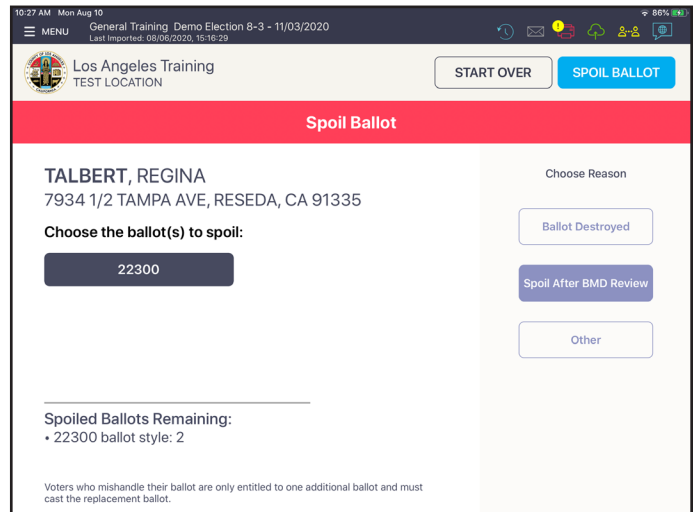 10:27 AM Mon Aug 10
86%
MENU
General Training Demo Election 8-3 - 11/03/2020
Last Imported: 08/06/2020, 15:16:29
Los Angeles Training
TEST LOCATION
START OVER
SPOIL BALLOT
Spoil Ballot
TALBERT, REGINA
7934 1/2 TAMPA AVE, RESEDA, CA 91335
Choose the ballot(s) to spoil:
22300
Choose Reason
Ballot Destroyed
Spoil After BMD Review
Other
Spoiled Ballots Remaining:
• 22300 ballot style: 2
Voters who mishandle their ballot are only entitled to one additional ballot and must
cast the replacement ballot.